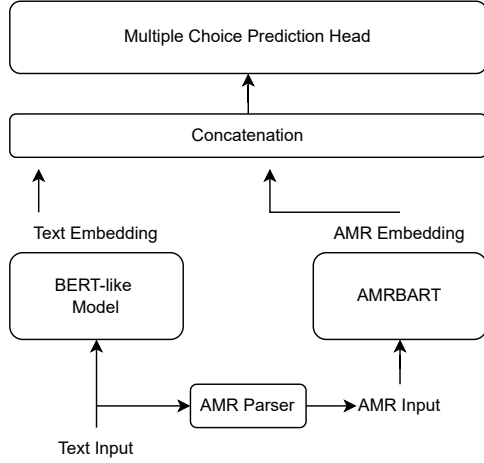 Multiple Choice Prediction Head
Concatenation
Text Embedding
AMR Embedding
BERT-like
Model
AMRBART
AMR Parser
AMR Input
Text Input